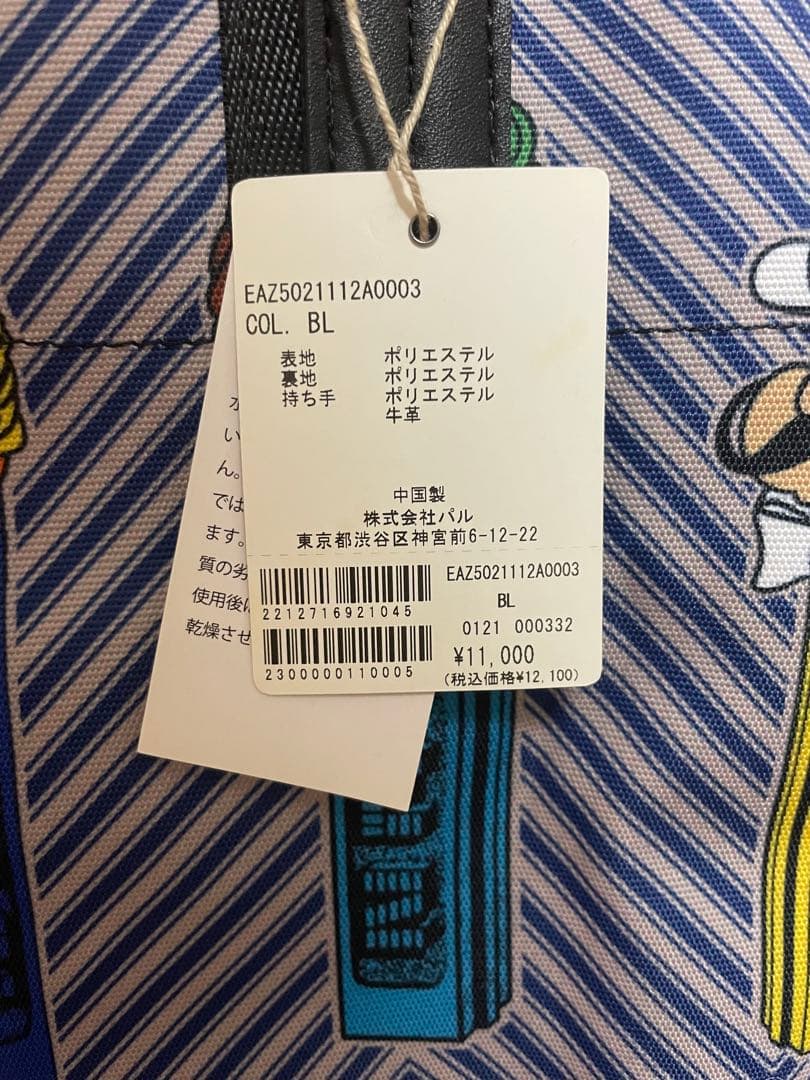 EAZ5021112A0003
COL. BL
表地 ポリエステル
裏地 ポリエステル
持ち手 ポリエステル
牛革
中国製
株式会社パル
東京都渋谷区神宮前6-12-22
EAZ5021112A0003
BL
2212716921045
0121 000332
¥11,000
2300000110005
(税込価格¥12,100)
い
ん。
では
ます。
質の劣
使用後に
乾燥させ